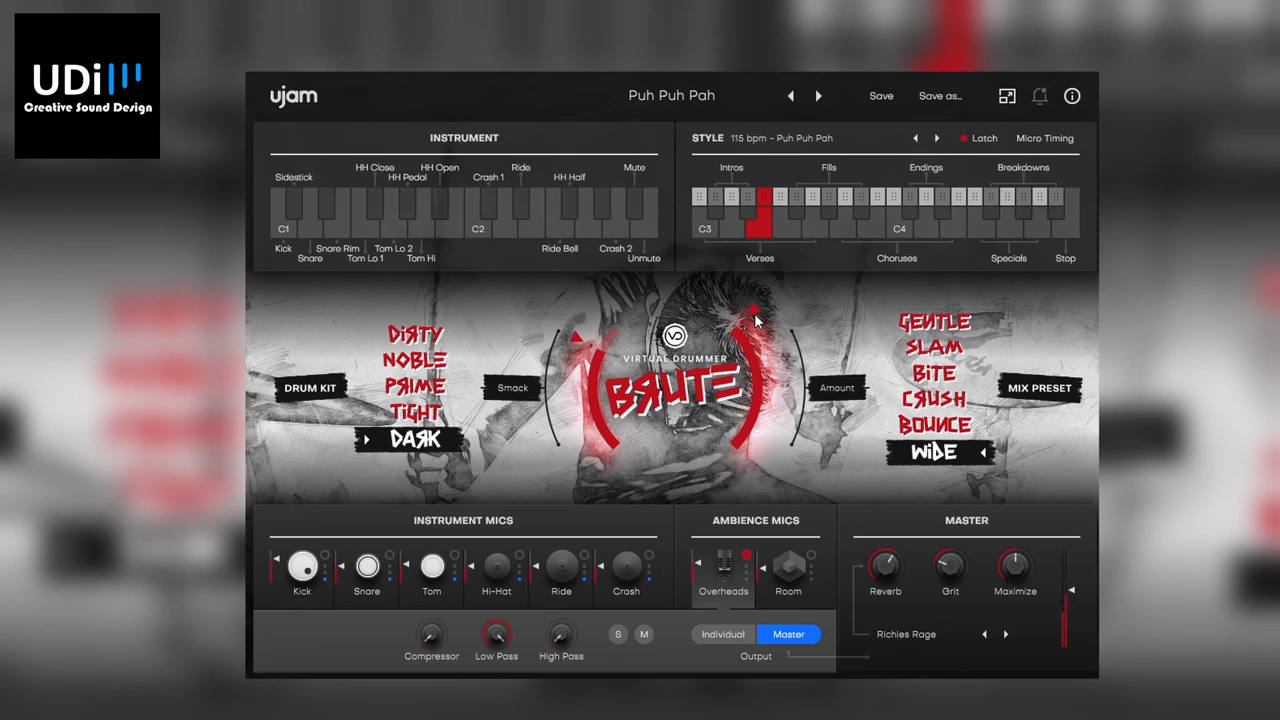 UDi
Creative Sound Design
ujam
Puh Puh Pah
Save
Save as...
INSTRUMENT
STYLE 115 bpm - Puh Puh Pah
Latch
Micro Timing
HH Close
HH Open
Ride
Mute
Sidestick
HH Pedal
Crash 1
HH Half
Intros
Fills
Endings
Breakdowns
C1
C2
C3
C4
Kick
Snare Rim
Tom Lo 2
Ride Bell
Crash 2
Snare
Tom Lo 1
Tom Hi
Unmute
Verses
Choruses
Specials
Stop
DRUM KIT
DIRTY
NOBLE
PRIME
TIGHT
DARK
Smack
VD
VIRTUAL DRUMMER
BRUTE
Amount
GENTLE
SLAM
BITE
CRUSH
BOUNCE
WIDE
MIX PRESET
INSTRUMENT MICS
AMBIENCE MICS
MASTER
Kick
Snare
Tom
Hi-Hat
Ride
Crash
Overheads
Room
Reverb
Grit
Maximize
Compressor
Low Pass
High Pass
S
M
Individual
Master
Output
Richies Rage